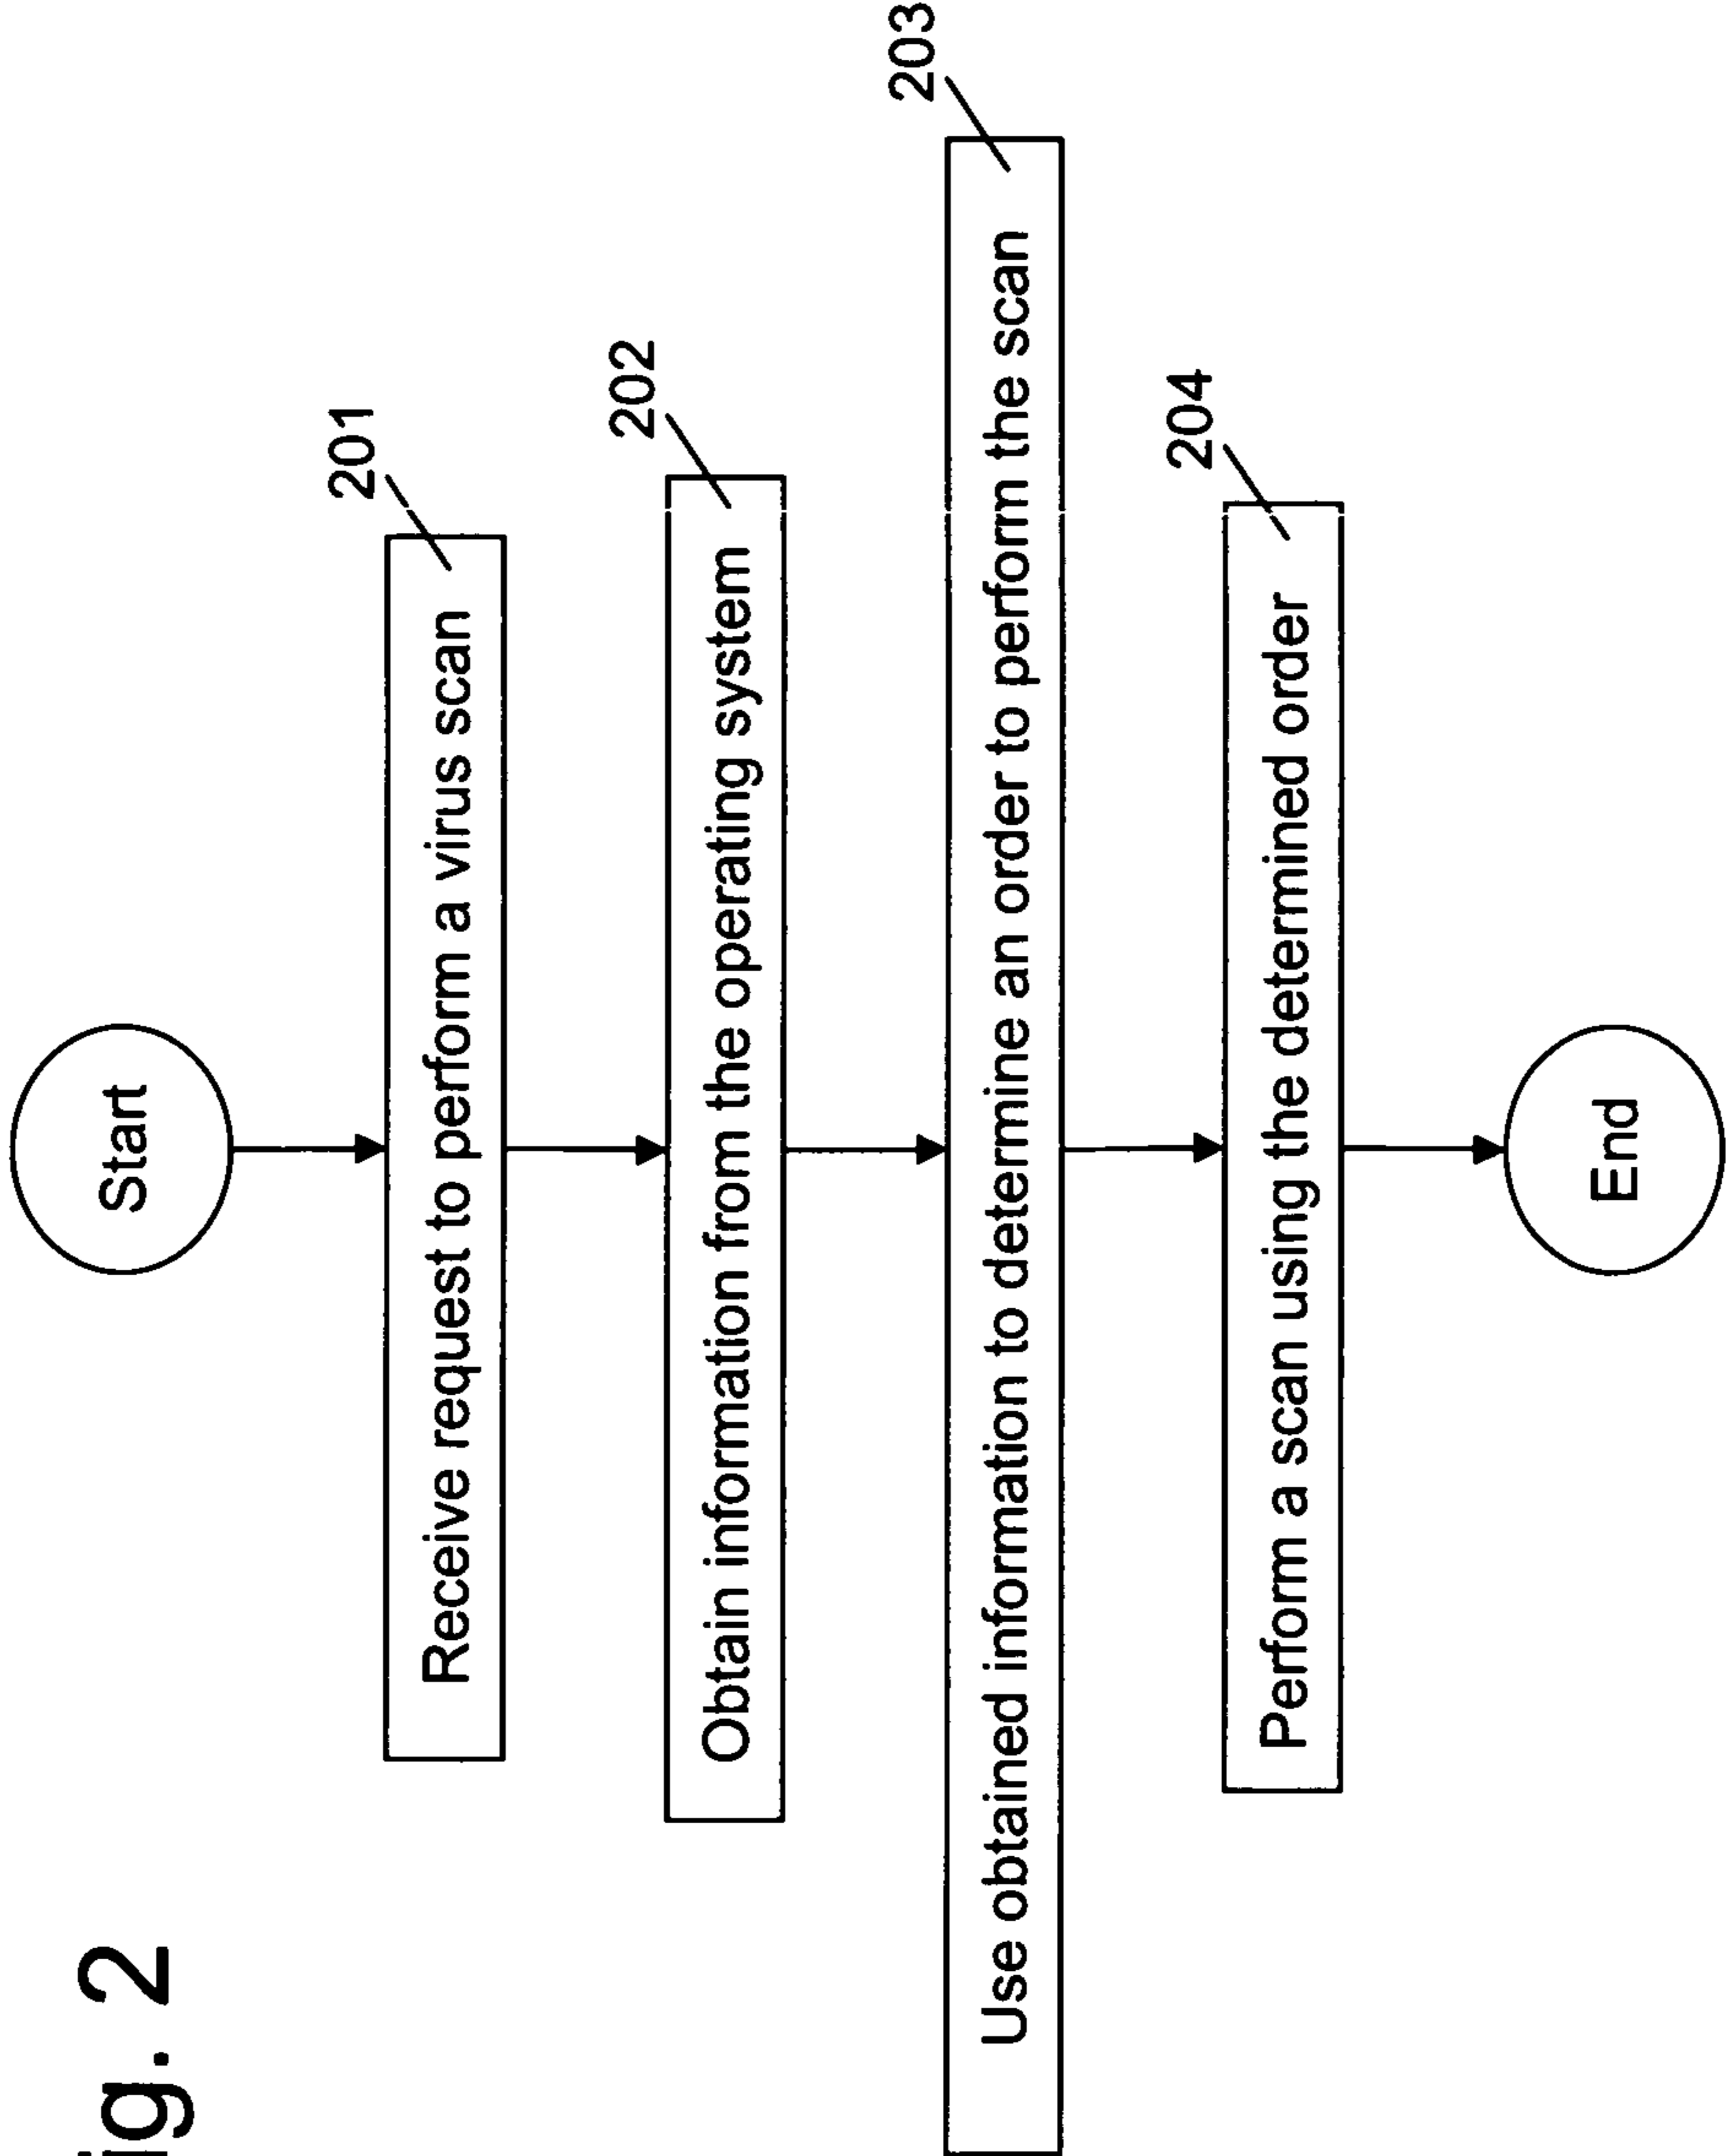 ig. 2
Start
201
Receive request to perform a virus scan
202
Obtain information from the operating system
203
Use obtained information to determine an order to perform the scan
204
Perform a scan using the determined order
End